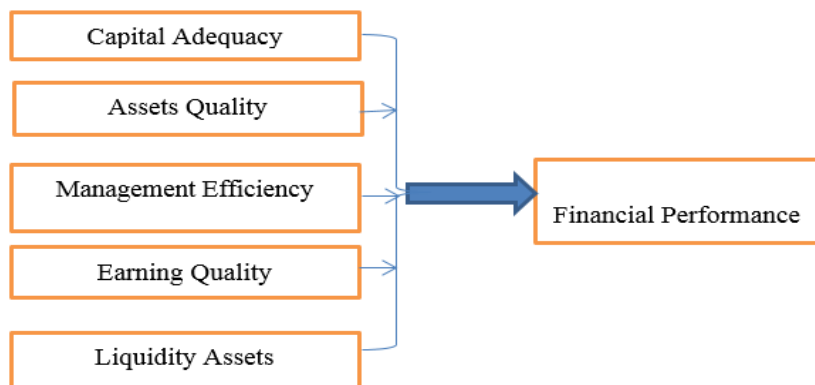 Capital Adequacy
Assets Quality
Management Efficiency
Earning Quality
Liquidity Assets
Financial Performance